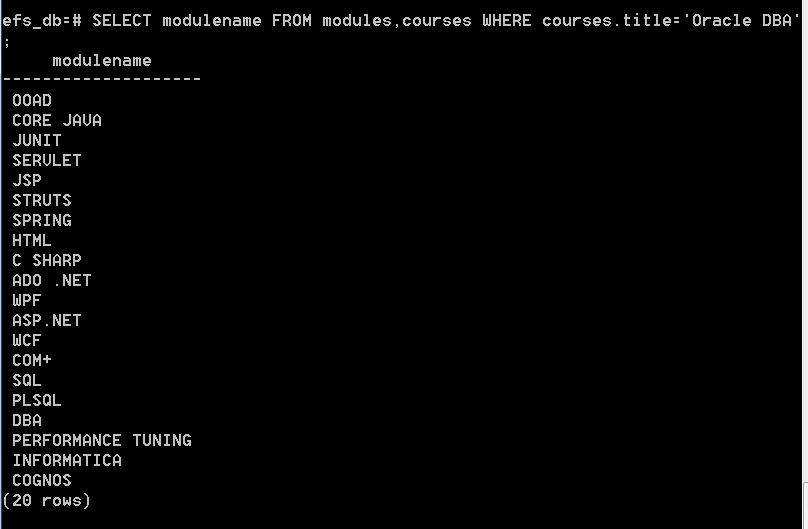 efs_db=# SELECT modulename FROM modules,courses WHERE courses.title='Oracle DBA'
;
modulename
--------------------
OOAD
CORE JAVA
JUNIT
SERVLET
JSP
STRUTS
SPRING
HTML
C SHARP
ADO .NET
WPF
ASP.NET
WCF
COM+
SQL
PLSQL
DBA
PERFORMANCE TUNING
INFORMATICA
COGNOS
(20 rows)